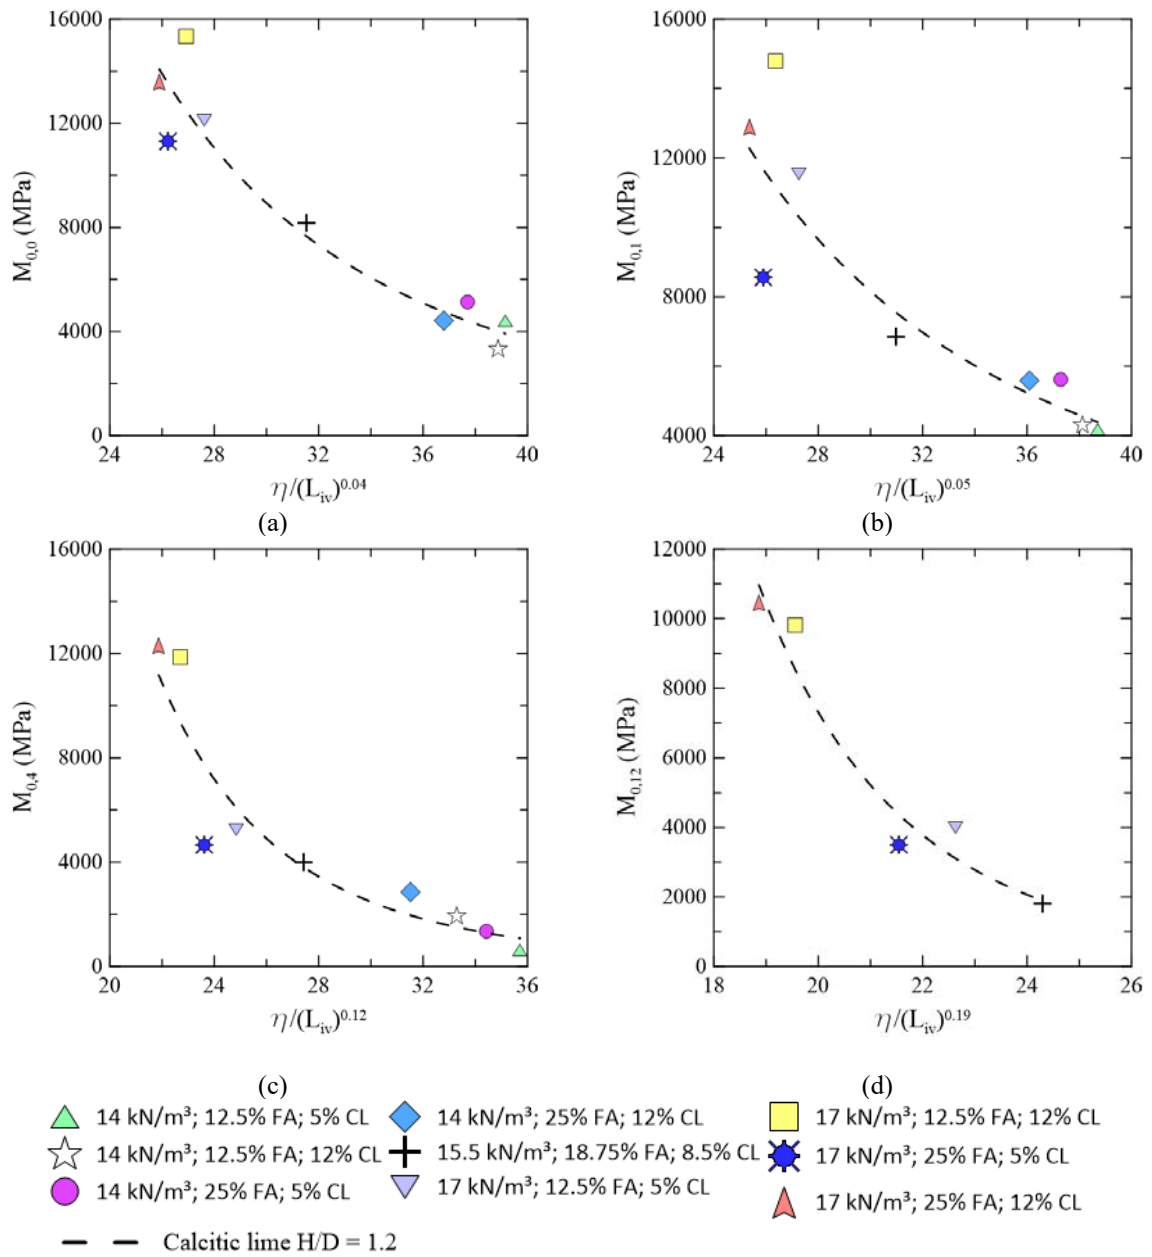 16000
12000
8000
4000
0
M0,0 (MPa)
24 28 32 36 40
η/(Liv)^0.04
(a)
16000
12000
8000
4000
M0,1 (MPa)
24 28 32 36 40
η/(Liv)^0.05
(b)
16000
12000
8000
4000
0
M0,4 (MPa)
20 24 28 32 36
η/(Liv)^0.12
(c)
12000
10000
8000
6000
4000
2000
0
M0,12 (MPa)
18 20 22 24 26
η/(Liv)^0.19
(d)
14 kN/m³; 12.5% FA; 5% CL
14 kN/m³; 12.5% FA; 12% CL
14 kN/m³; 25% FA; 5% CL
14 kN/m³; 25% FA; 12% CL
15.5 kN/m³; 18.75% FA; 8.5% CL
17 kN/m³; 12.5% FA; 5% CL
17 kN/m³; 12.5% FA; 12% CL
17 kN/m³; 25% FA; 5% CL
17 kN/m³; 25% FA; 12% CL
Calcitic lime H/D = 1.2